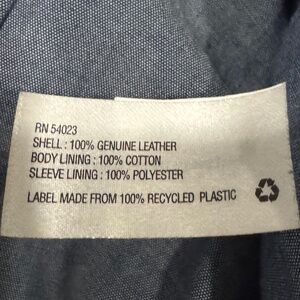 RN 54023
SHELL : 100% GENUINE LEATHER
BODY LINING : 100% COTTON
SLEEVE LINING : 100% POLYESTER
LABEL MADE FROM 100% RECYCLED PLASTIC